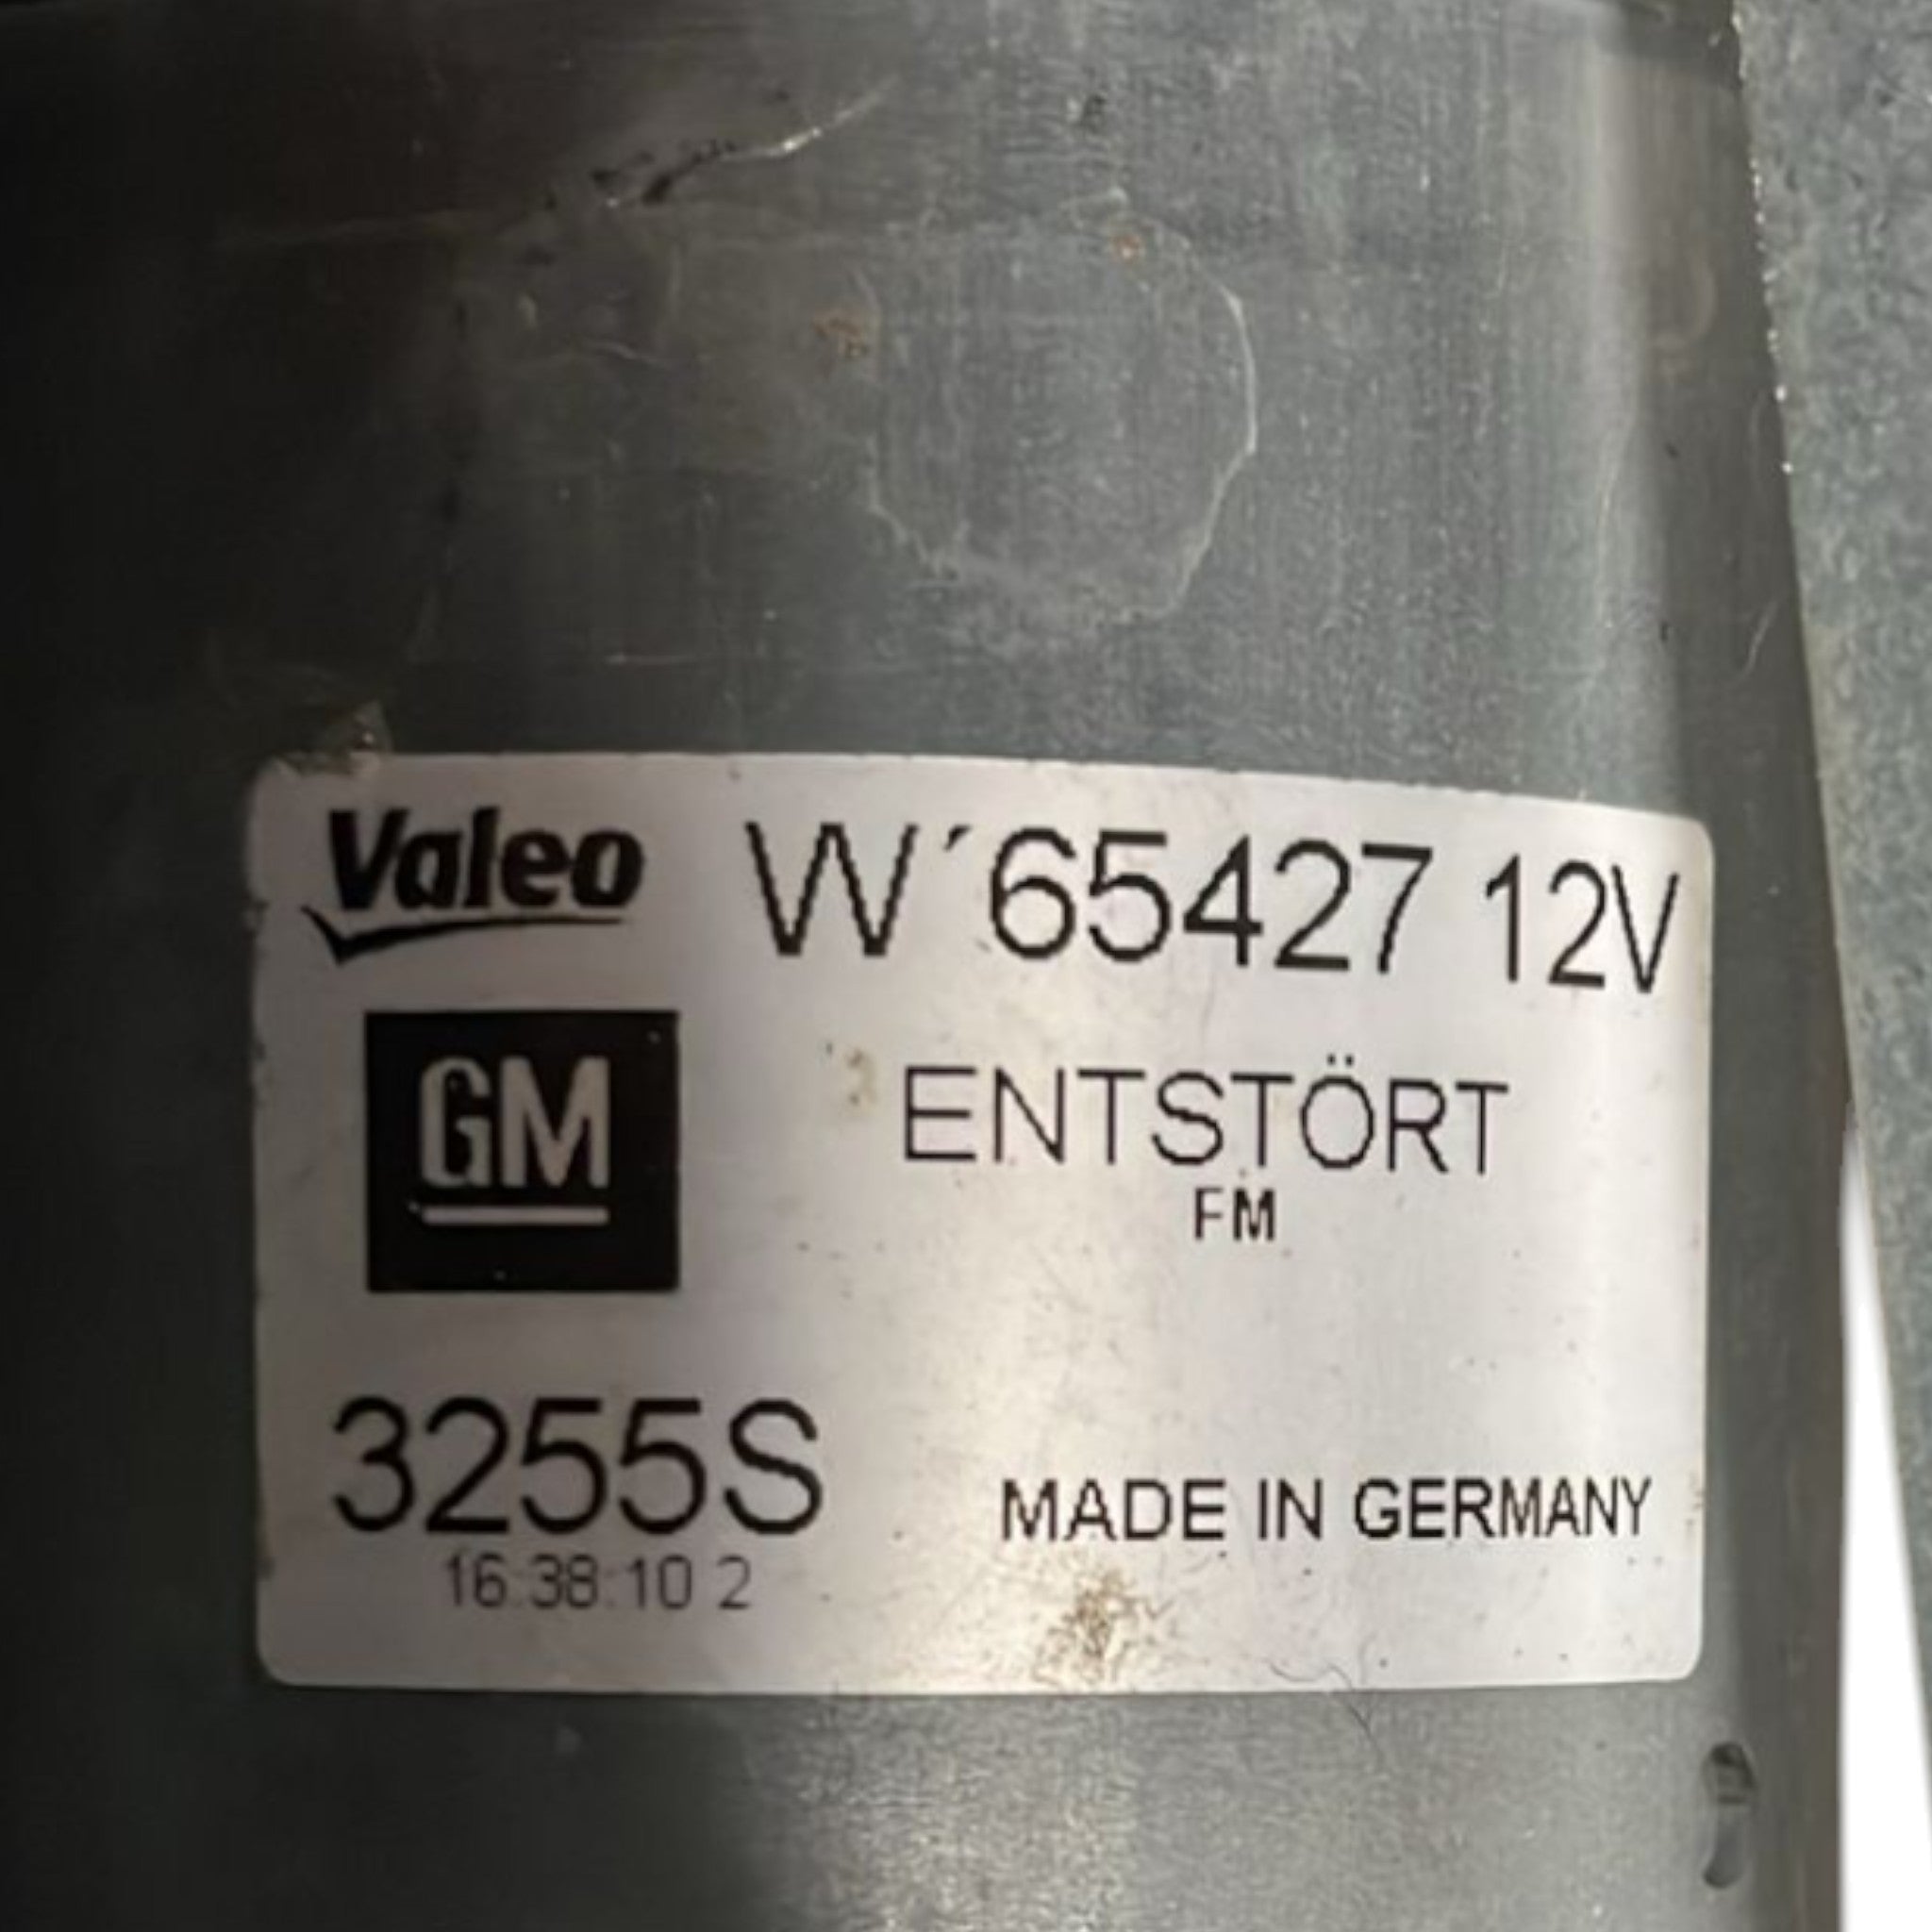 Valeo W´65427 12V
GM
ENTSTÖRT
FM
3255S
MADE IN GERMANY
16:38:10 2